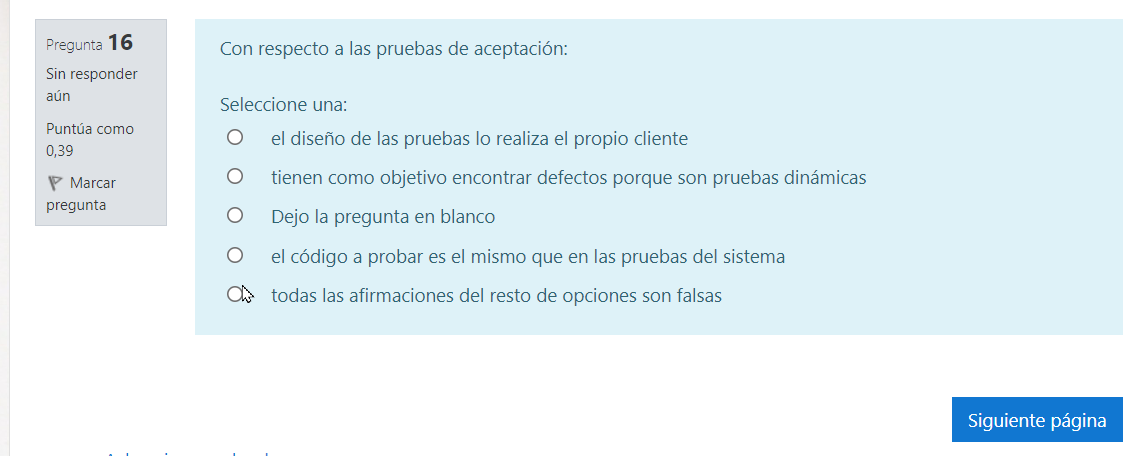 Pregunta 16
Sin responder
aún
Puntúa como
0,39
Marcar
pregunta
Con respecto a las pruebas de aceptación:
Seleccione una:
el diseño de las pruebas lo realiza el propio cliente
tienen como objetivo encontrar defectos porque son pruebas dinámicas
Dejo la pregunta en blanco
el código a probar es el mismo que en las pruebas del sistema
todas las afirmaciones del resto de opciones son falsas
Siguiente página